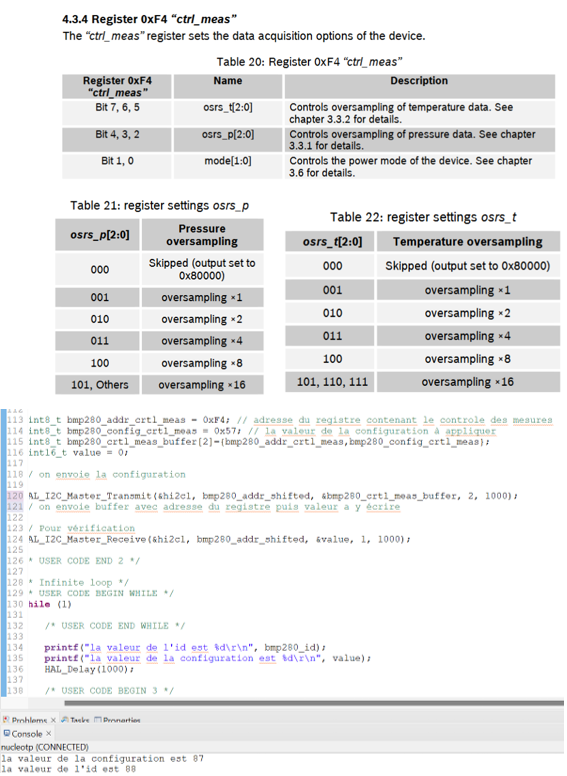 4.3.4 Register 0xF4 “ctrl_meas”
The “ctrl_meas” register sets the data acquisition options of the device.
Table 20: Register 0xF4 “ctrl_meas”
Register 0xF4 “ctrl_meas” Name Description
Bit 7, 6, 5 osrs_t[2:0] Controls oversampling of temperature data. See
chapter 3.3.2 for details.
Bit 4, 3, 2 osrs_p[2:0] Controls oversampling of pressure data. See chapter
3.3.1 for details.
Bit 1, 0 mode[1:0] Controls the power mode of the device. See chapter
3.6 for details.
Table 21: register settings osrs_p
osrs_p[2:0] Pressure oversampling
000 Skipped (output set to
0x80000)
001 oversampling ×1
010 oversampling ×2
011 oversampling ×4
100 oversampling ×8
101, Others oversampling ×16
Table 22: register settings osrs_t
osrs_t[2:0] Temperature oversampling
000 Skipped (output set to 0x80000)
001 oversampling ×1
010 oversampling ×2
011 oversampling ×4
100 oversampling ×8
101, 110, 111 oversampling ×16
112
113 int8_t bmp280_addr_crtl_meas = 0xF4; // adresse du registre contenant le controle des mesures
114 int8_t bmp280_config_crtl_meas = 0x57; // la valeur de la configuration à appliquer
115 int8_t bmp280_crtl_meas_buffer[2]={bmp280_addr_crtl_meas,bmp280_config_crtl_meas};
116 int16_t value = 0;
117
118 / on envoie la configuration
119
120 AL_I2C_Master_Transmit(&hi2c1, bmp280_addr_shifted, &bmp280_crtl_meas_buffer, 2, 1000);
121 / on envoie buffer avec adresse du registre puis valeur a y écrire
122
123 / Pour vérification
124 AL_I2C_Master_Receive(&hi2c1, bmp280_addr_shifted, &value, 1, 1000);
125
126 * USER CODE END 2 */
127
128 * Infinite loop */
129 * USER CODE BEGIN WHILE */
130 hile (1)
131
132 /* USER CODE END WHILE */
133
134 printf("la valeur de l'id est %d\r\n", bmp280_id);
135 printf("la valeur de la configuration est %d\r\n", value);
136 HAL_Delay(1000);
137
138 /* USER CODE BEGIN 3 */
Problems × Tasks Properties
Console ×
nucleotp (CONNECTED)
la valeur de la configuration est 87
la valeur de l'id est 88